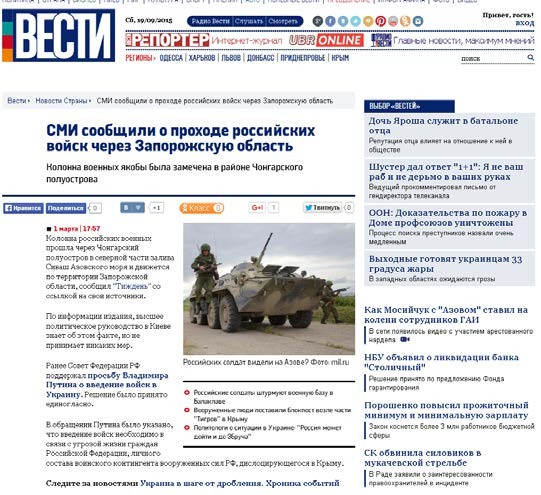 ВЕСТИ
Сб, 19/09/2015
Радио Вести | Слушать | Смотреть
Привет, гость!
ВХОД
РЕПОРТЕР Интернет-журнал UBR ONLINE Главные новости, максимум мнений
РЕГИОНЫ ОДЕССА ХАРЬКОВ ЛЬВОВ ДОНБАСС ПРИДНЕПРОВЬЕ КРЫМ
поиск
Вести Новости Страны СМИ сообщили о проходе российских войск через Запорожскую область
СМИ сообщили о проходе российских
войск через Запорожскую область
Колонна военных якобы была замечена в районе Чонгарского
полуострова
Нравится Поделиться 0 В +1 Класс 0 G+1 Твитнуть 0
1 марта | 17:57
Колонна российских военных
прошла через Чонгарский
полуостров в северной части залива
Сиваш Азовского моря и движется
по территории Запорожской
области, сообщил "Тиждень" со
ссылкой на свои источники.
По информации издания, высшее
политическое руководство в Киеве
знает об этом факте, но не
принимает никаких мер.
Ранее Совет Федерации РФ
поддержал просьбу Владимира
Путина о введение войск в
Украину. Решение было принято
единогласно.
В обращении Путина было указано,
что введение войск необходимо в
связи с угрозой жизни граждан
Российской Федерации, личного
состава воинского контингента вооруженных сил РФ, дислоцирующегося в Крыму.
Следите за новостями Украина в шаге от дробления. Хроника событий
Российских солдат видели на Азове? Фото: mil.ru
Российские солдаты штурмуют военную базу в
Балаклаве
Вооруженные люди поставили блокпост возле части
"Тигров" в Крыму
Политологи о ситуации в Украине "Россия может
дойти и до Збруча"
ВЫБОР «ВЕСТЕЙ»
Дочь Яроша служит в батальоне
отца
Репутация отца влияет на отношение к ней в
обществе
Шустер дал ответ "1+1": Я не ваш
раб и не дерьмо в ваших руках
Ведущий прокомментировал письмо от
гендиректора телеканала
ООН: Доказательства по пожару в
Доме профсоюзов уничтожены
Процесс поиска преступников назвали очень
медленным
Выходные готовят украинцам 33
градуса жары
В западных областях ожидаются грозы
Как Мосийчук с "Азовом" ставил на
колени сотрудников ГАИ
В сети появилось видео с участием арестованного
нардепа
НБУ объявил о ликвидации банка
"Столичный"
Решение принято по предложению Фонда
гарантирования
Порошенко повысил прожиточный
минимум и минимальную зарплату
Закон коснется более 3 млн работников бюджетной
сферы
СК обвинила силовиков в
мукачевской стрельбе
В Раде заявили о заинтересованности
правоохранителей в инциденте